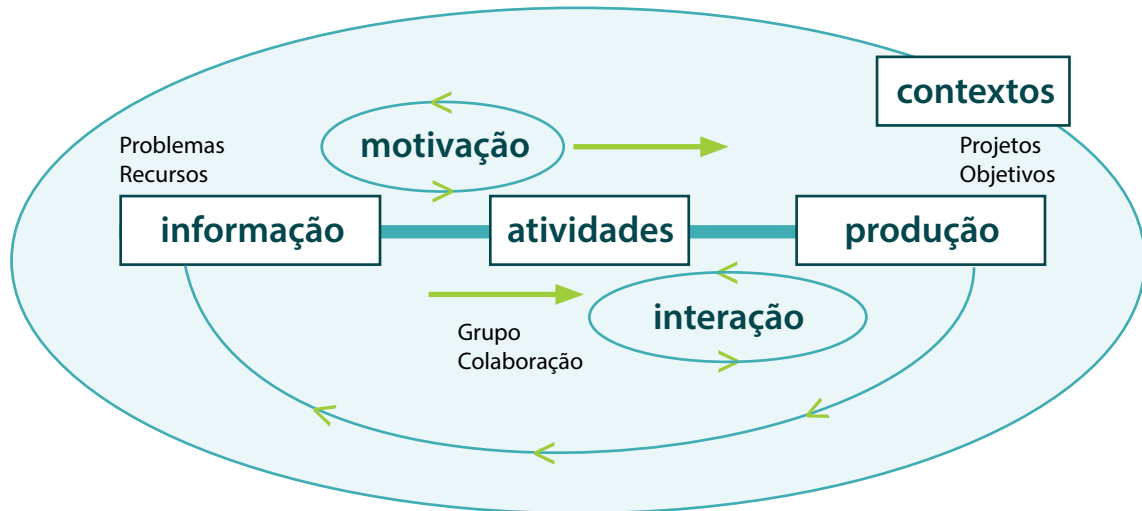 contextos
motivação
Problemas
Recursos
Projetos
Objetivos
informação
atividades
produção
interação
Grupo
Colaboração